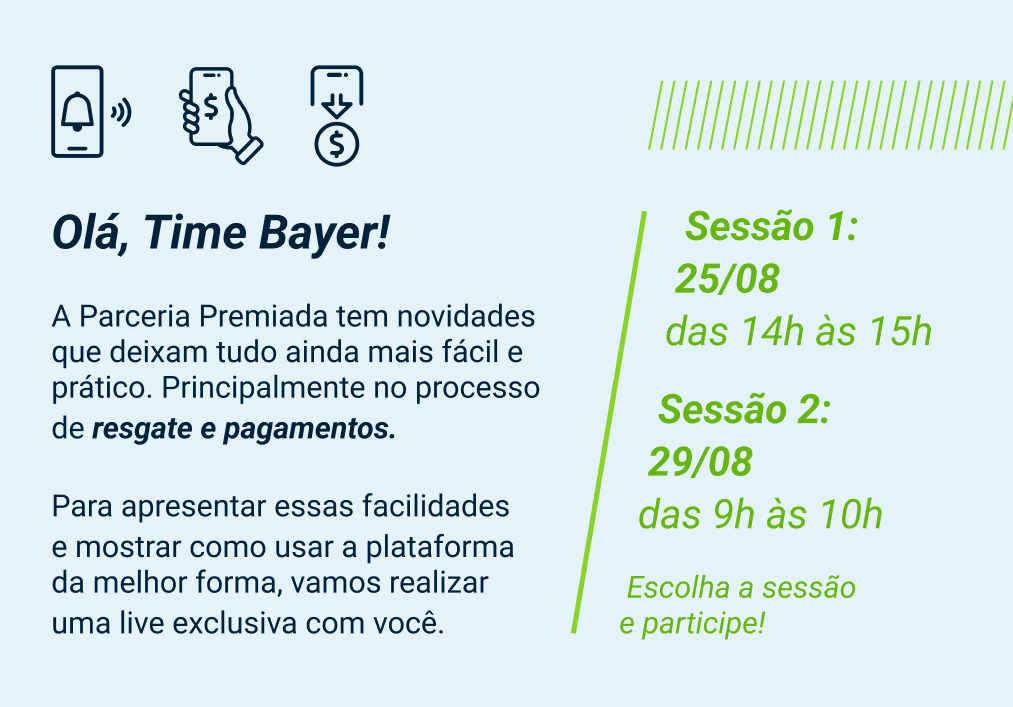 Olá, Time Bayer!
A Parceria Premiada tem novidades
que deixam tudo ainda mais fácil e
prático. Principalmente no processo
de resgate e pagamentos.
Para apresentar essas facilidades
e mostrar como usar a plataforma
da melhor forma, vamos realizar
uma live exclusiva com você.
Sessão 1:
25/08
das 14h às 15h
Sessão 2:
29/08
das 9h às 10h
Escolha a sessão
e participe!